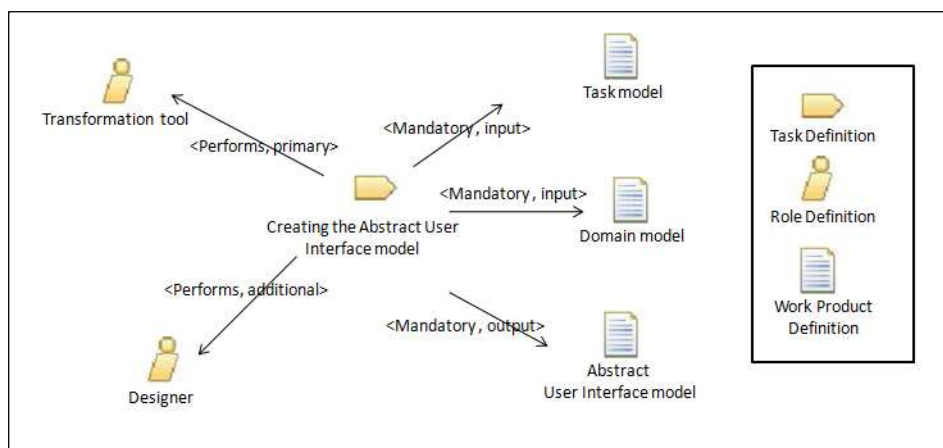 Transformation tool
<Performs, primary>
Creating the Abstract User
Interface model
<Performs, additional>
Designer
<Mandatory, input>
Task model
<Mandatory, input>
Domain model
<Mandatory, output>
Abstract
User Interface model
Task Definition
Role Definition
Work Product
Definition